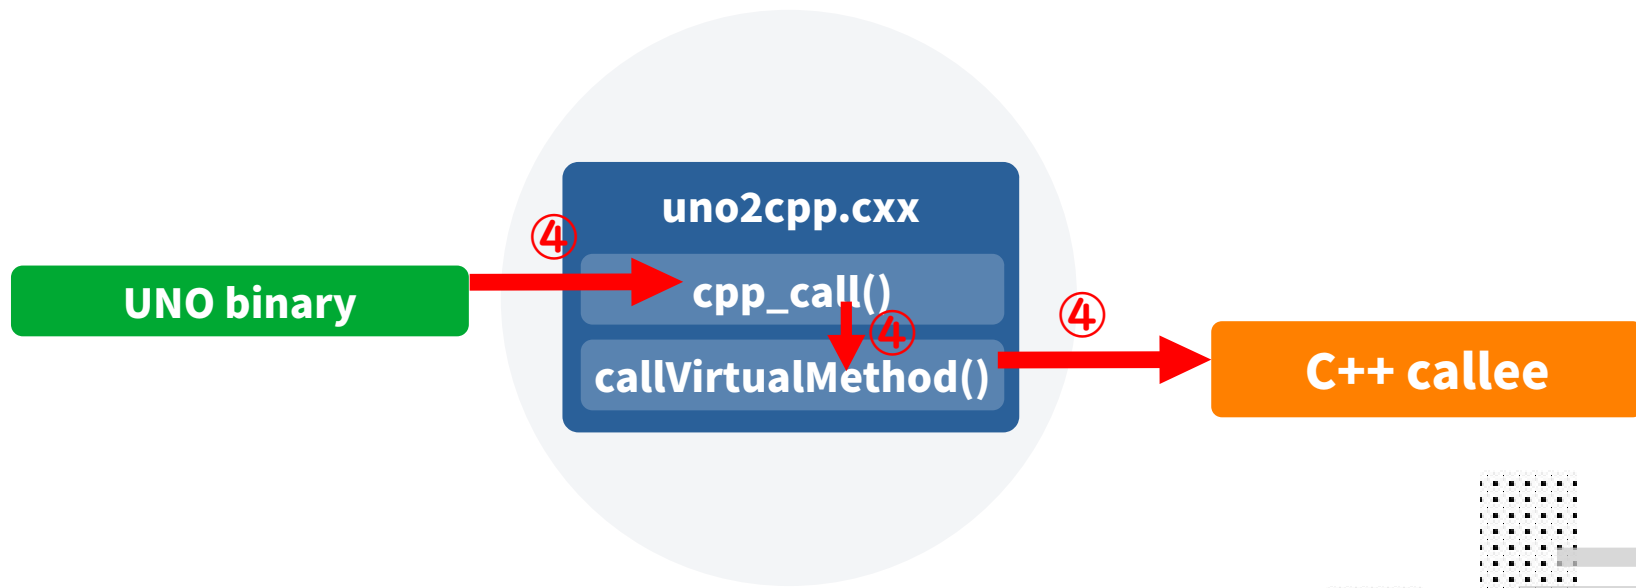 uno2cpp.cxx
④
UNO binary
cpp_call()
④
④
callVirtualMethod()
C++ callee